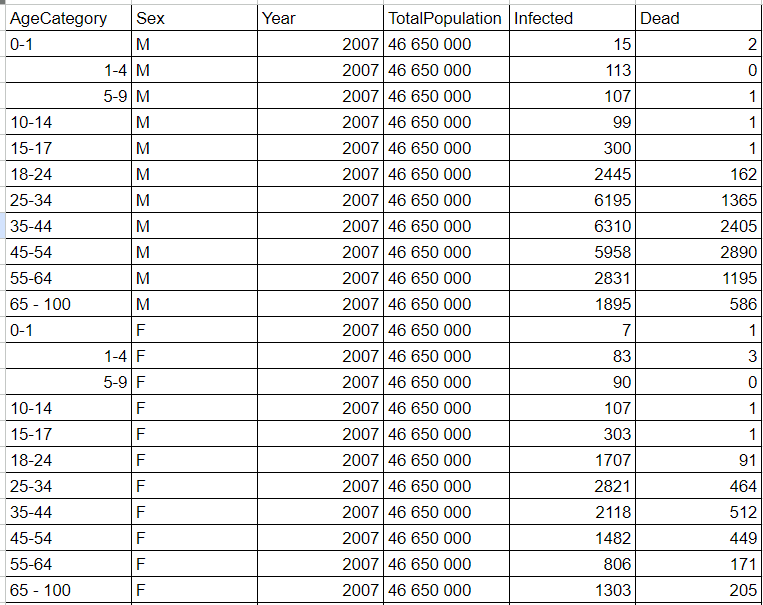 AgeCategory Sex Year TotalPopulation Infected Dead
0-1 M 2007 46 650 000 15 2
1-4 M 2007 46 650 000 113 0
5-9 M 2007 46 650 000 107 1
10-14 M 2007 46 650 000 99 1
15-17 M 2007 46 650 000 300 1
18-24 M 2007 46 650 000 2445 162
25-34 M 2007 46 650 000 6195 1365
35-44 M 2007 46 650 000 6310 2405
45-54 M 2007 46 650 000 5958 2890
55-64 M 2007 46 650 000 2831 1195
65 - 100 M 2007 46 650 000 1895 586
0-1 F 2007 46 650 000 7 1
1-4 F 2007 46 650 000 83 3
5-9 F 2007 46 650 000 90 0
10-14 F 2007 46 650 000 107 1
15-17 F 2007 46 650 000 303 1
18-24 F 2007 46 650 000 1707 91
25-34 F 2007 46 650 000 2821 464
35-44 F 2007 46 650 000 2118 512
45-54 F 2007 46 650 000 1482 449
55-64 F 2007 46 650 000 806 171
65 - 100 F 2007 46 650 000 1303 205